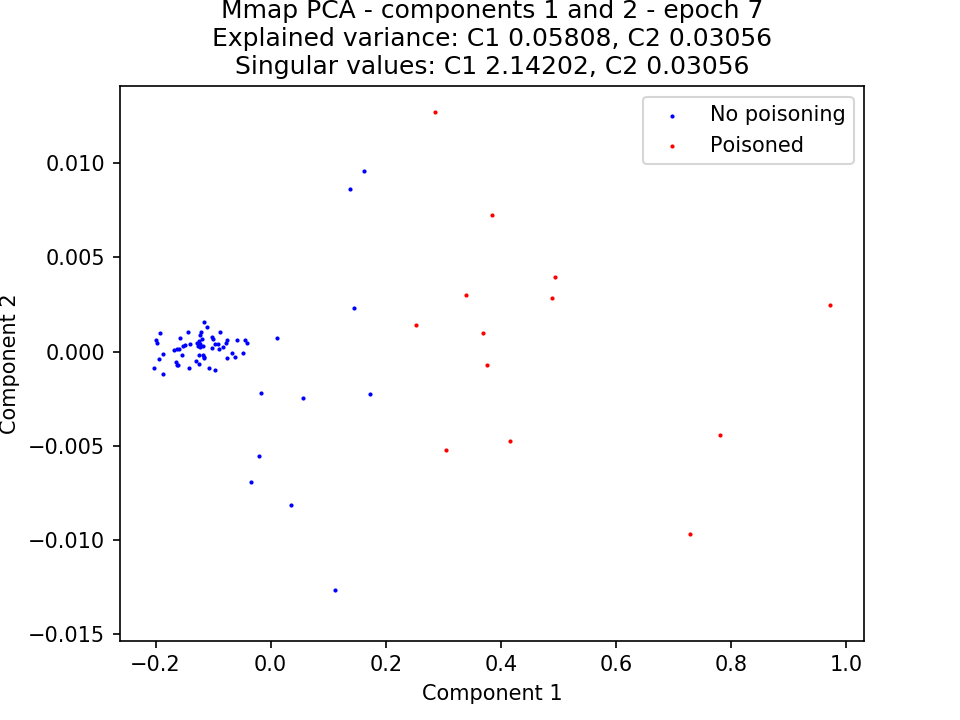 Mmap PCA - components 1 and 2 - epoch 7
Explained variance: C1 0.05808, C2 0.03056
Singular values: C1 2.14202, C2 0.03056
No poisoning
Poisoned
0.010
0.005
0.000
−0.005
−0.010
−0.015
Component 2
−0.2
0.0
0.2
0.4
0.6
0.8
1.0
Component 1